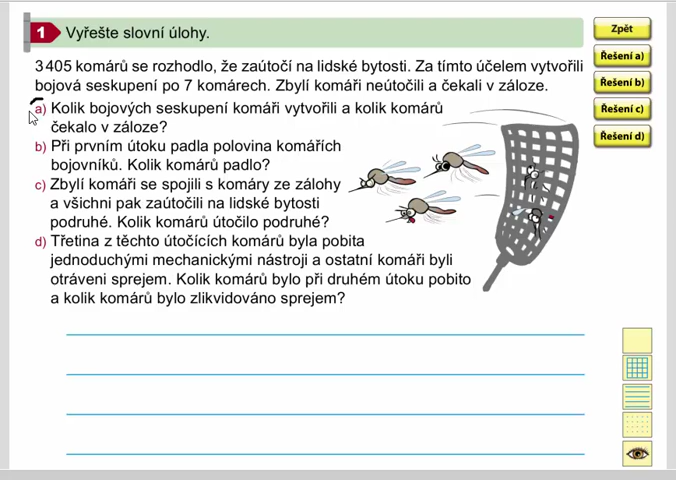 1 Vyřešte slovní úlohy.
3 405 komárů se rozhodlo, že zaútočí na lidské bytosti. Za tímto účelem vytvořili
bojová seskupení po 7 komárech. Zbylí komáři neútočili a čekali v záloze.
a) Kolik bojových seskupení komáři vytvořili a kolik komárů
čekalo v záloze?
b) Při prvním útoku padla polovina komářích
bojovníků. Kolik komárů padlo?
c) Zbylí komáři se spojili s komáry ze zálohy
a všichni pak zaútočili na lidské bytosti
podruhé. Kolik komárů útočilo podruhé?
d) Třetina z těchto útočících komárů byla pobita
jednoduchými mechanickými nástroji a ostatní komáři byli
otráveni sprejem. Kolik komárů bylo při druhém útoku pobito
a kolik komárů bylo zlikvidováno sprejem?
Zpět
Řešení a)
Řešení b)
Řešení c)
Řešení d)